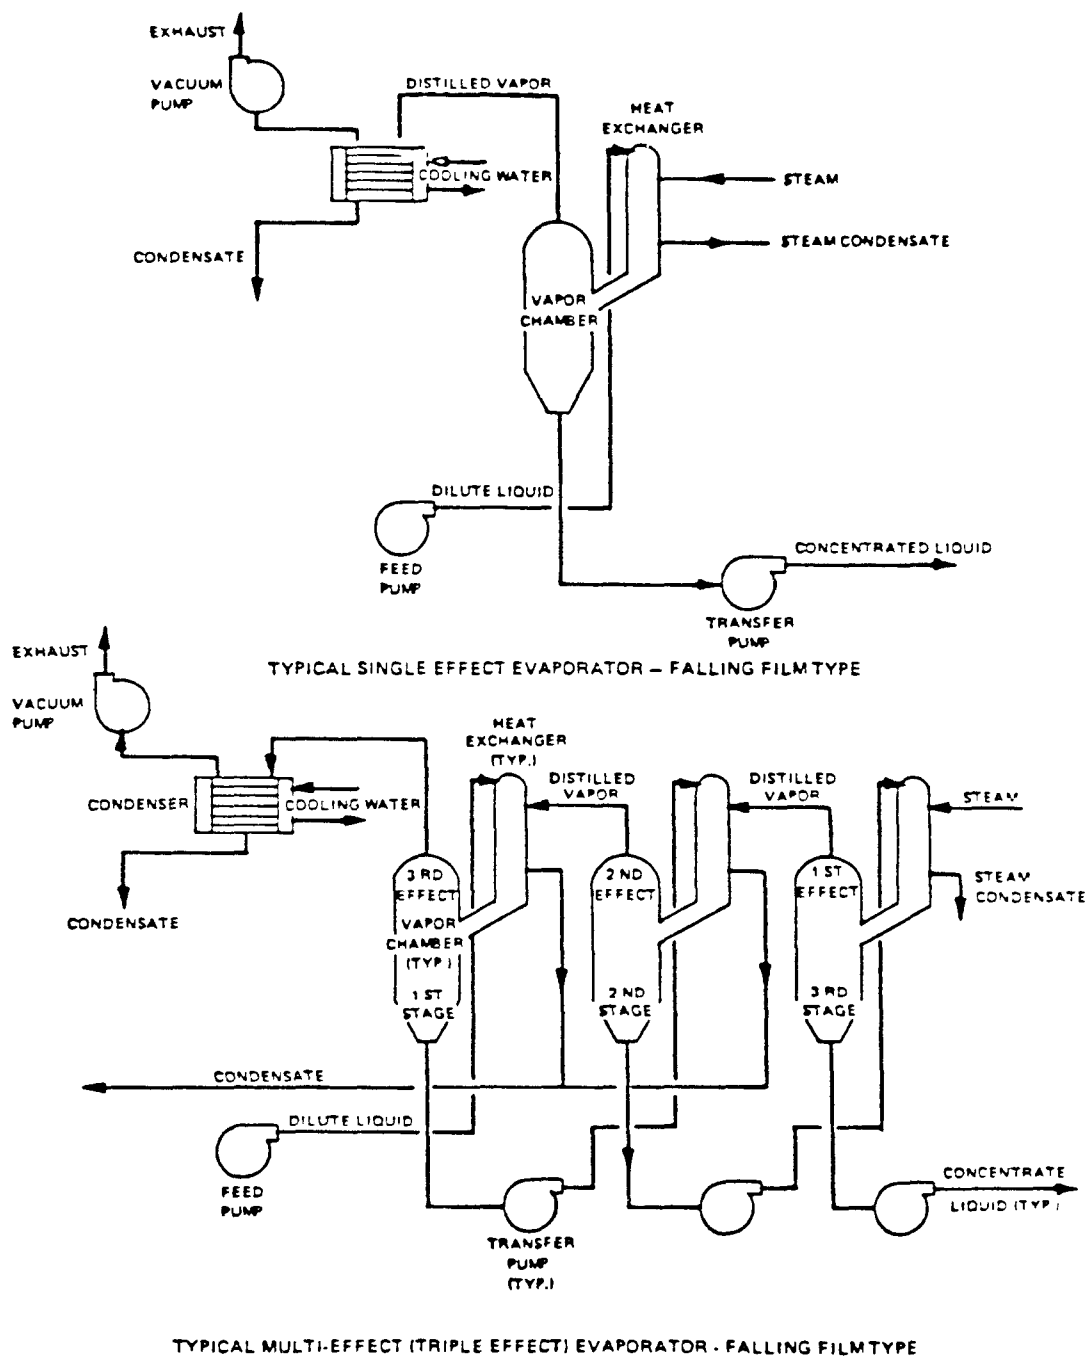 EXHAUST
VACUUM
PUMP
DISTILLED VAPOR
HEAT
EXCHANGER
COOLING WATER
STEAM
CONDENSATE
STEAM CONDENSATE
VAPOR
CHAMBER
DILUTE LIQUID
FEED
PUMP
CONCENTRATED LIQUID
TRANSFER
PUMP
TYPICAL SINGLE EFFECT EVAPORATOR – FALLING FILM TYPE
EXHAUST
VACUUM
PUMP
HEAT
EXCHANGER
(TYP.)
DISTILLED
VAPOR
DISTILLED
VAPOR
CONDENSER
COOLING WATER
STEAM
3 RD
EFFECT
2 ND
EFFECT
1 ST
EFFECT
STEAM
CONDENSATE
CONDENSATE
VAPOR
CHAMBER
(TYP.)
1 ST
STAGE
2 ND
STAGE
3 RD
STAGE
CONDENSATE
DILUTE LIQUID
FEED
PUMP
CONCENTRATE
LIQUID (TYP.)
TRANSFER
PUMP
(TYP.)
TYPICAL MULTI-EFFECT (TRIPLE EFFECT) EVAPORATOR - FALLING FILM TYPE